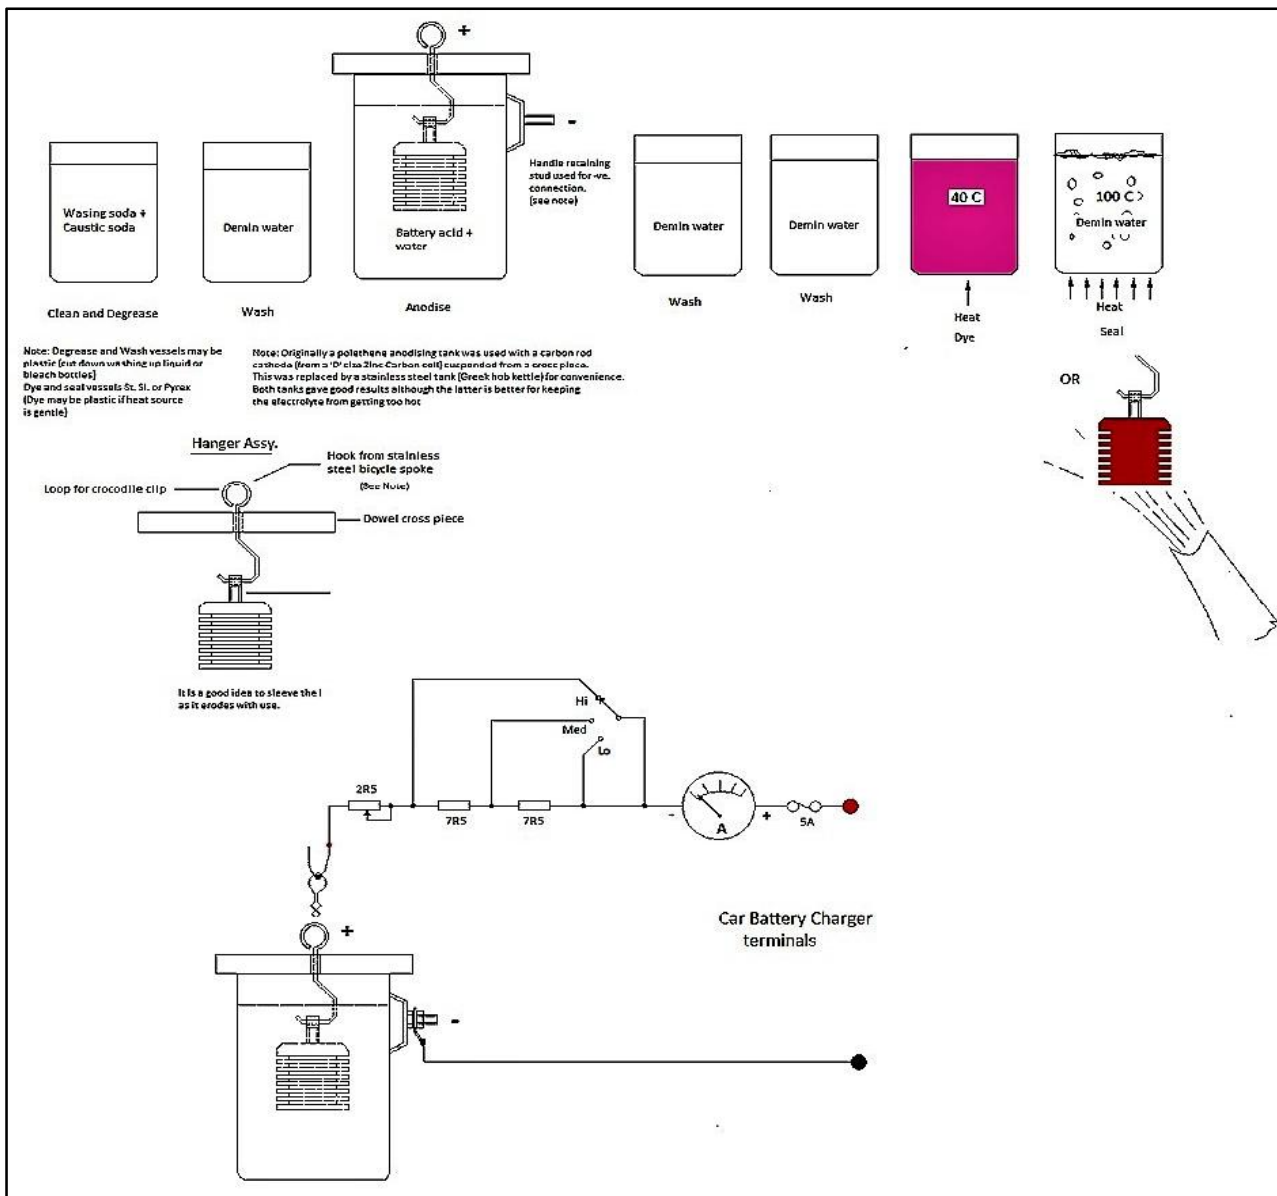 +
-
Handle retaining
stud used for -ve.
connection.
(see note)
Wasing soda +
Caustic soda
Demin water
Battery acid +
water
Demin water
Demin water
40 C
100 C
Demin water
Clean and Degrease
Wash
Anodise
Wash
Wash
Heat
Dye
Heat
Seal
Note: Degrease and Wash vessels may be
plastic (cut down washing up liquid or
bleach bottles)
Dye and seal vessels St. St. or Pyrex
(Dye may be plastic if heat source
is gentle)
Note: Originally a polethene anodising tank was used with a carbon rod
cathode (from a 'D' size Zinc Carbon cell) suspended from a cross piece.
This was replaced by a stainless steel tank (Greek hob kettle) for convenience.
Both tanks gave good results although the latter is better for keeping
the electrolyte from getting too hot
OR
Hanger Assy.
Hook from stainless
steel bicycle spoke
(See Note)
Loop for crocodile clip
Dowel cross piece
It is a good idea to sleeve the
as it erodes with use.
Hi
Med
Lo
2R5
7R5
7R5
-
A
+
5A
+
-
Car Battery Charger
terminals